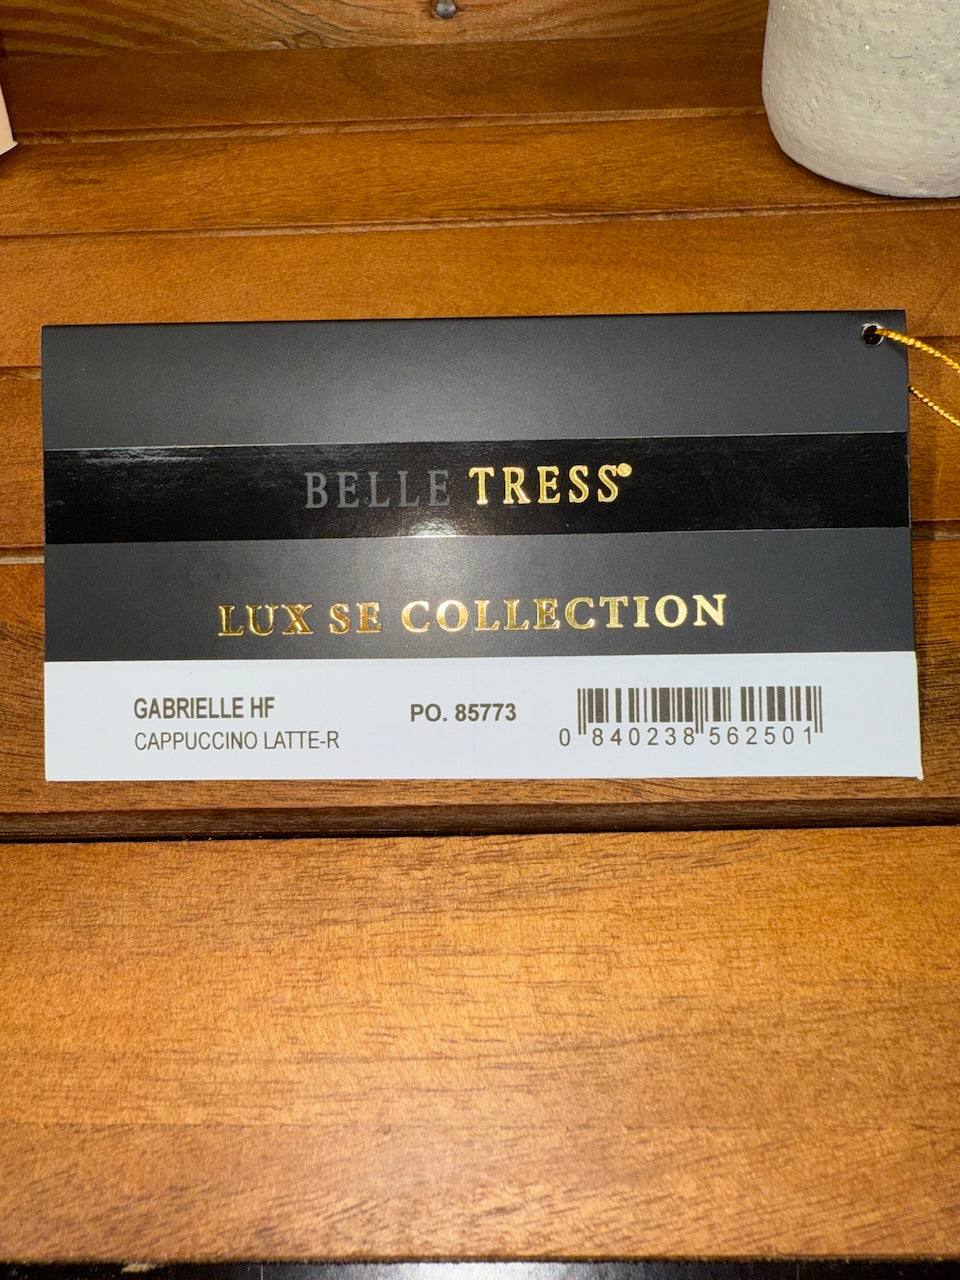 BELLE TRESS®
LUX SE COLLECTION
GABRIELLE HF
CAPPUCCINO LATTE-R
PO. 85773
0 840238 562501